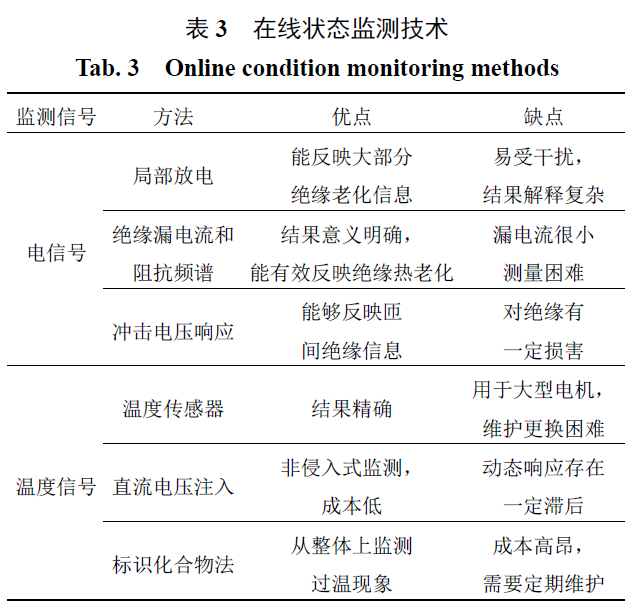 表 3 在线状态监测技术
Tab. 3 Online condition monitoring methods
监测信号 方法 优点 缺点
电信号
局部放电
能反映大部分
绝缘老化信息
易受干扰，
结果解释复杂
绝缘漏电流和
阻抗频谱
结果意义明确，
能有效反映绝缘热老化
漏电流很小
测量困难
冲击电压响应
能够反映匝
间绝缘信息
对绝缘有
一定损害
温度信号
温度传感器
结果精确
用于大型电机，
维护更换困难
直流电压注入
非侵入式监测，
成本低
动态响应存在
一定滞后
标识化合物法
从整体上监测
过温现象
成本高昂，
需要定期维护